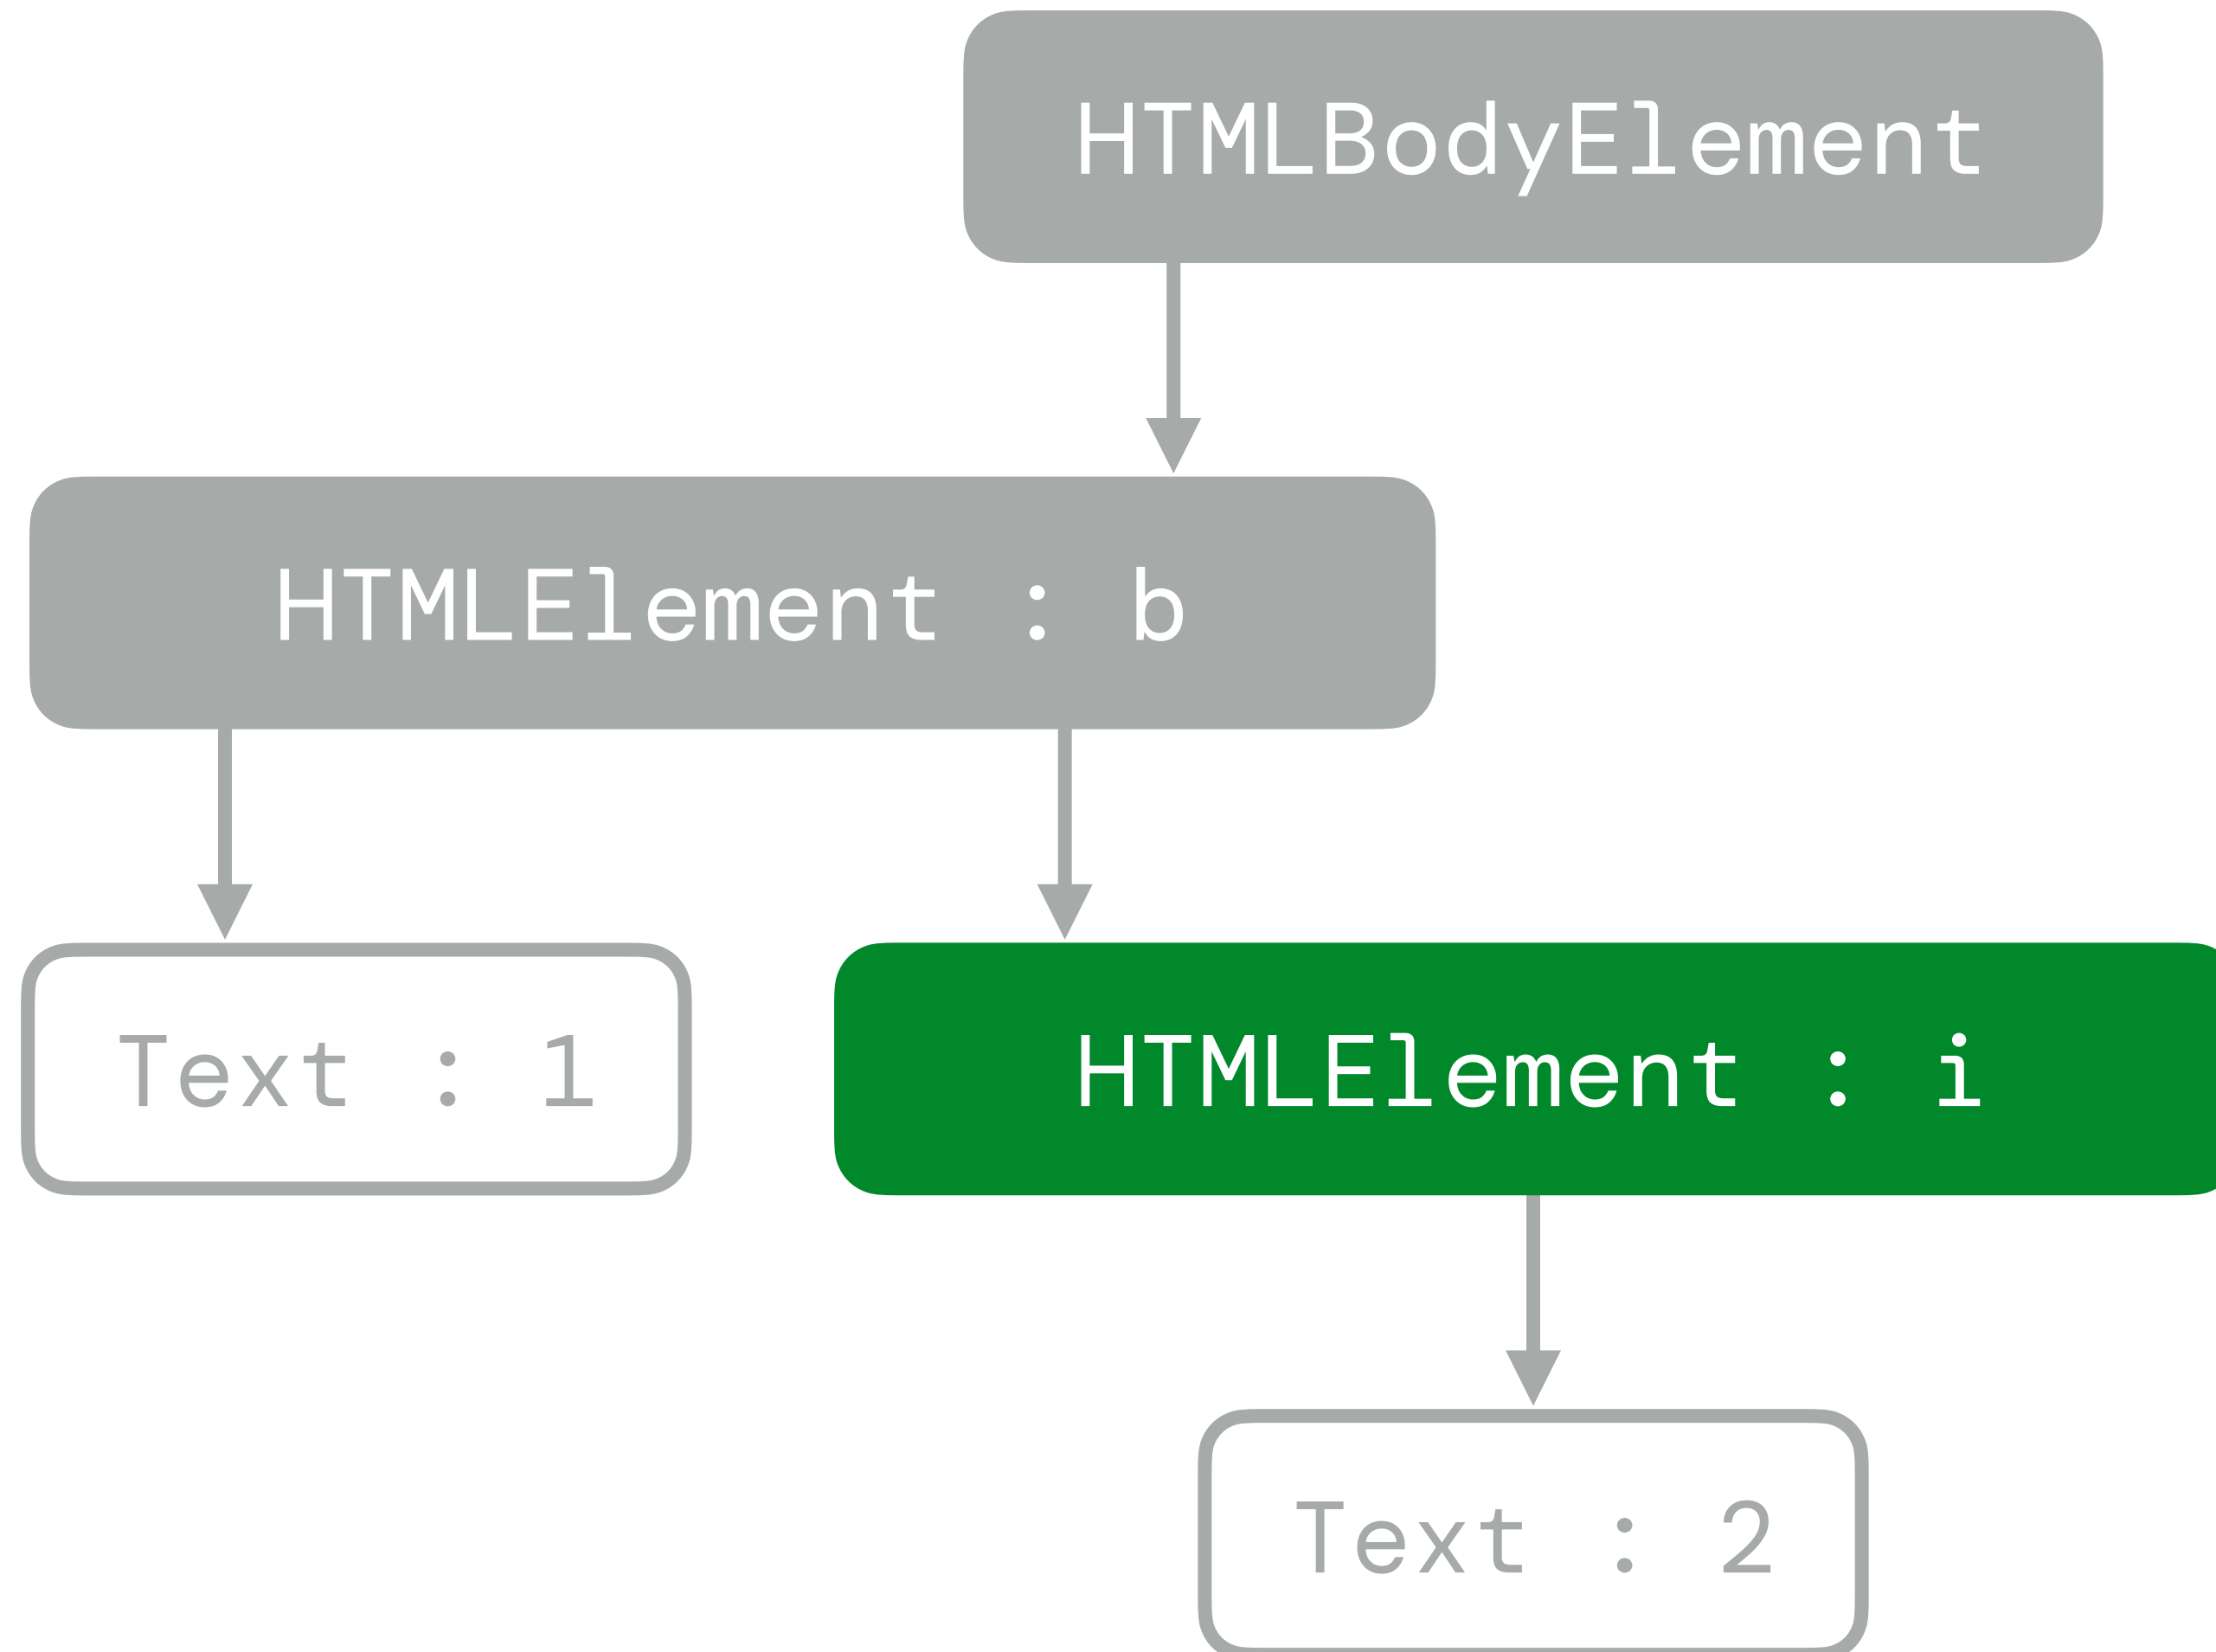 HTMLBodyElement
HTMLElement : b
Text : 1
HTMLElement : i
Text : 2